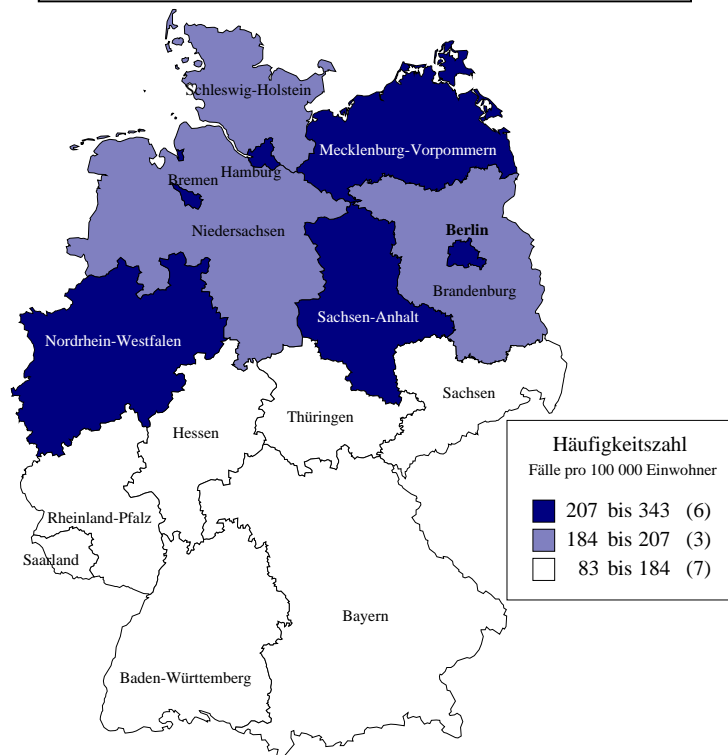 Schleswig-Holstein
Mecklenburg-Vorpommern
Hamburg
Bremen
Niedersachsen
Berlin
Brandenburg
Sachsen-Anhalt
Nordrhein-Westfalen
Sachsen
Thüringen
Hessen
Häufigkeitszahl
Fälle pro 100 000 Einwohner
207 bis 343 (6)
184 bis 207 (3)
83 bis 184 (7)
Rheinland-Pfalz
Saarland
Bayern
Baden-Württemberg